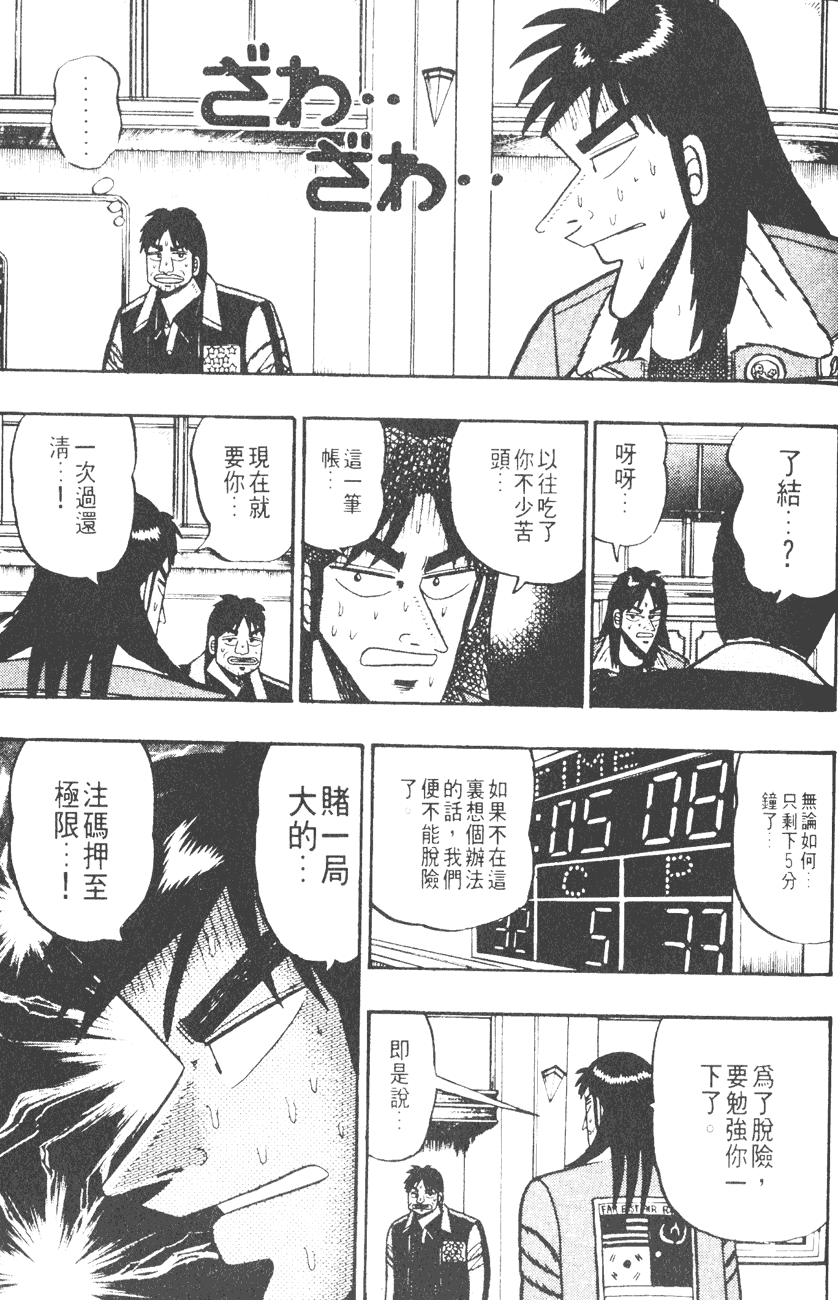 ざわ‥
ざわ‥
‥‥‥‥
了結…?
呀呀…
以往吃了
你不少苦
頭…
這一筆
帳…
現在就
要你…
一次過還
清…!
無論如何…
只剩下5分
鐘了…
如果不在這
裏想個辦法
的話,我們
便不能脫險
了。
TIME
:05 08
C P
32 5 33
爲了脫險,
要勉強你一
下了。
即是說…
FAR EAST
賭一局
大的…
注碼押至
極限…!